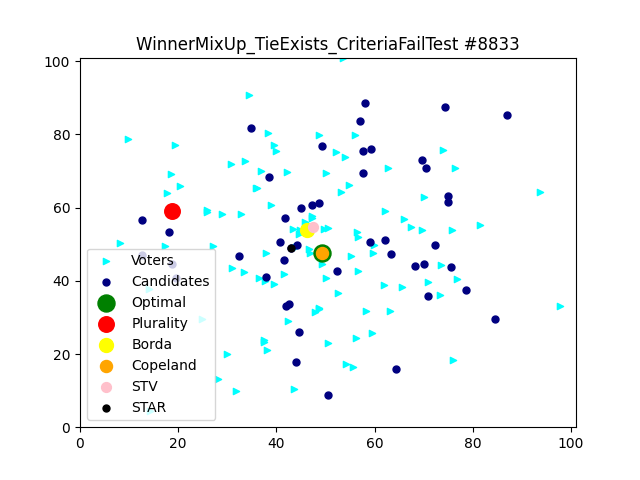 WinnerMixUp_TieExists_CriteriaFailTest #8833
100
80
60
40
20
0
0 20 40 60 80 100
Voters
Candidates
Optimal
Plurality
Borda
Copeland
STV
STAR